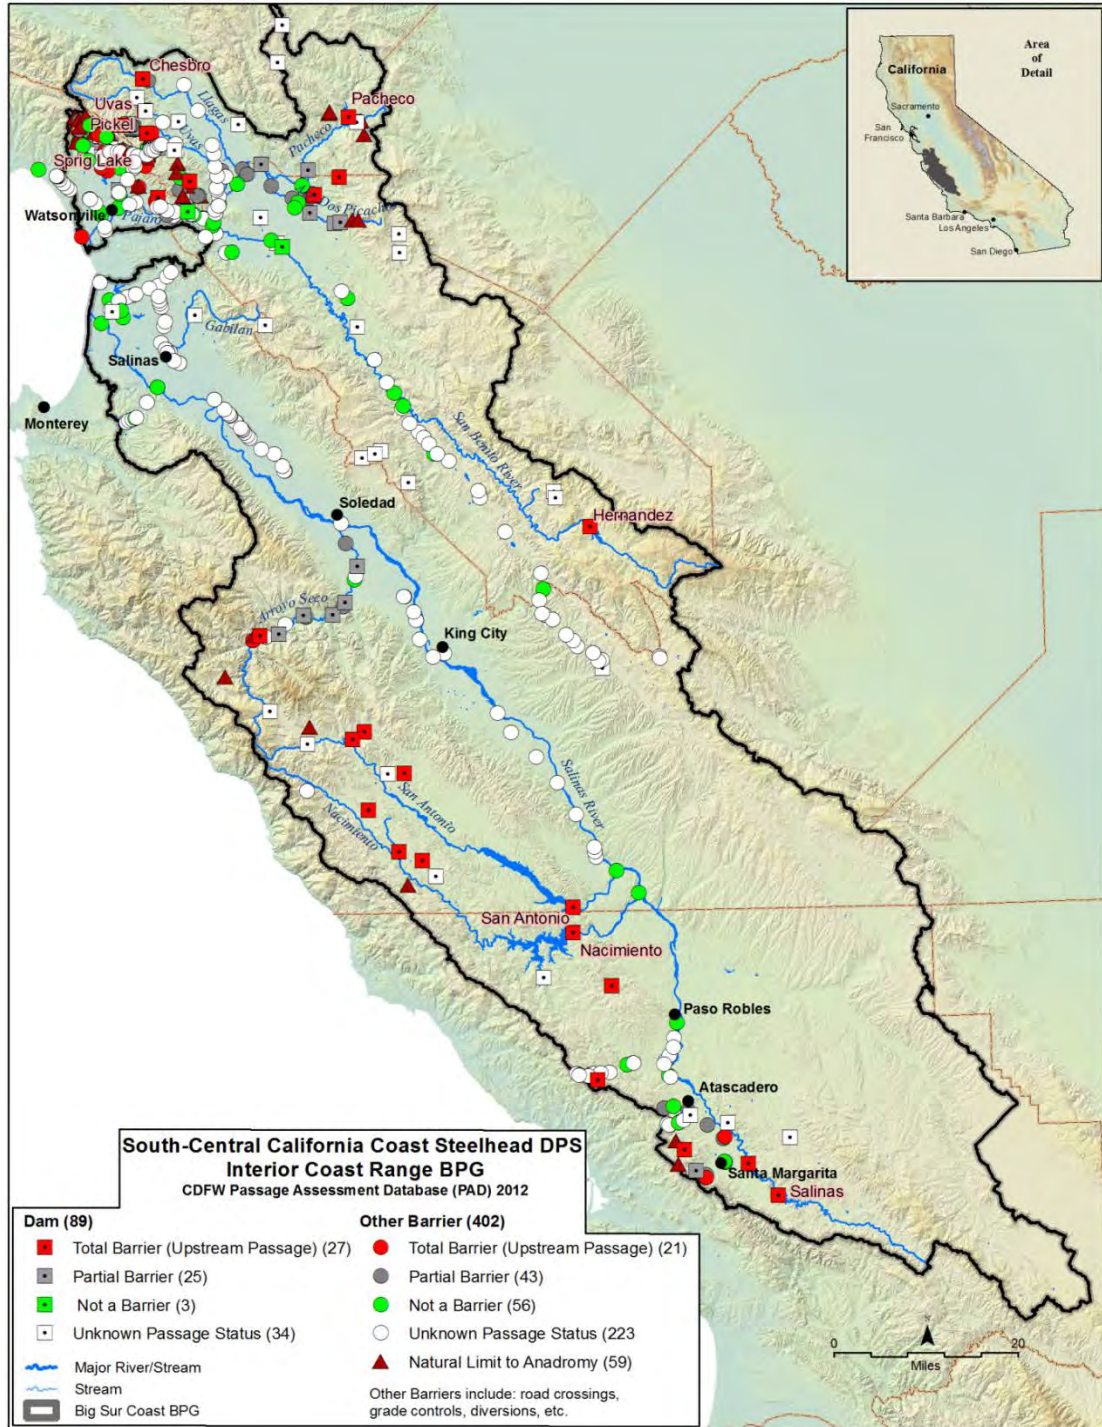 Area
of
Detail
California
Sacramento
San
Francisco
Santa Barbara
Los Angeles
San Diego
Chesbro
Llagas
Uvas
Uvas
Pickel
Sprig Lake
Pacheco
Pacheco
Dos Picachos
Watsonville
Pajaro
Gabilan
Salinas
Monterey
San Benito River
Soledad
Hernandez
Arroyo Seco
King City
Salinas River
San Antonio
Nacimiento
San Antonio
Nacimiento
Paso Robles
Atascadero
Santa Margarita
Salinas
South-Central California Coast Steelhead DPS
Interior Coast Range BPG
CDFW Passage Assessment Database (PAD) 2012
Dam (89)
Total Barrier (Upstream Passage) (27)
Partial Barrier (25)
Not a Barrier (3)
Unknown Passage Status (34)
Major River/Stream
Stream
Big Sur Coast BPG
Other Barrier (402)
Total Barrier (Upstream Passage) (21)
Partial Barrier (43)
Not a Barrier (56)
Unknown Passage Status (223
Natural Limit to Anadromy (59)
Other Barriers include: road crossings,
grade controls, diversions, etc.
N
0 20
Miles